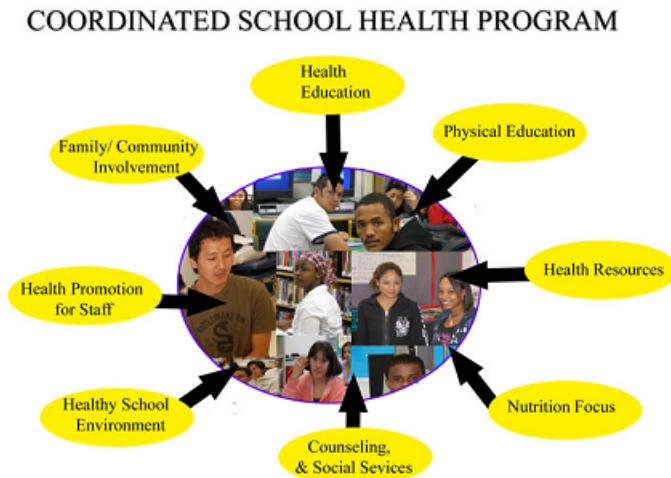 COORDINATED SCHOOL HEALTH PROGRAM
Health
Education
Family/ Community
Involvement
Physical Education
Health Promotion
for Staff
Health Resources
Healthy School
Environment
Nutrition Focus
Counseling,
& Social Sevices